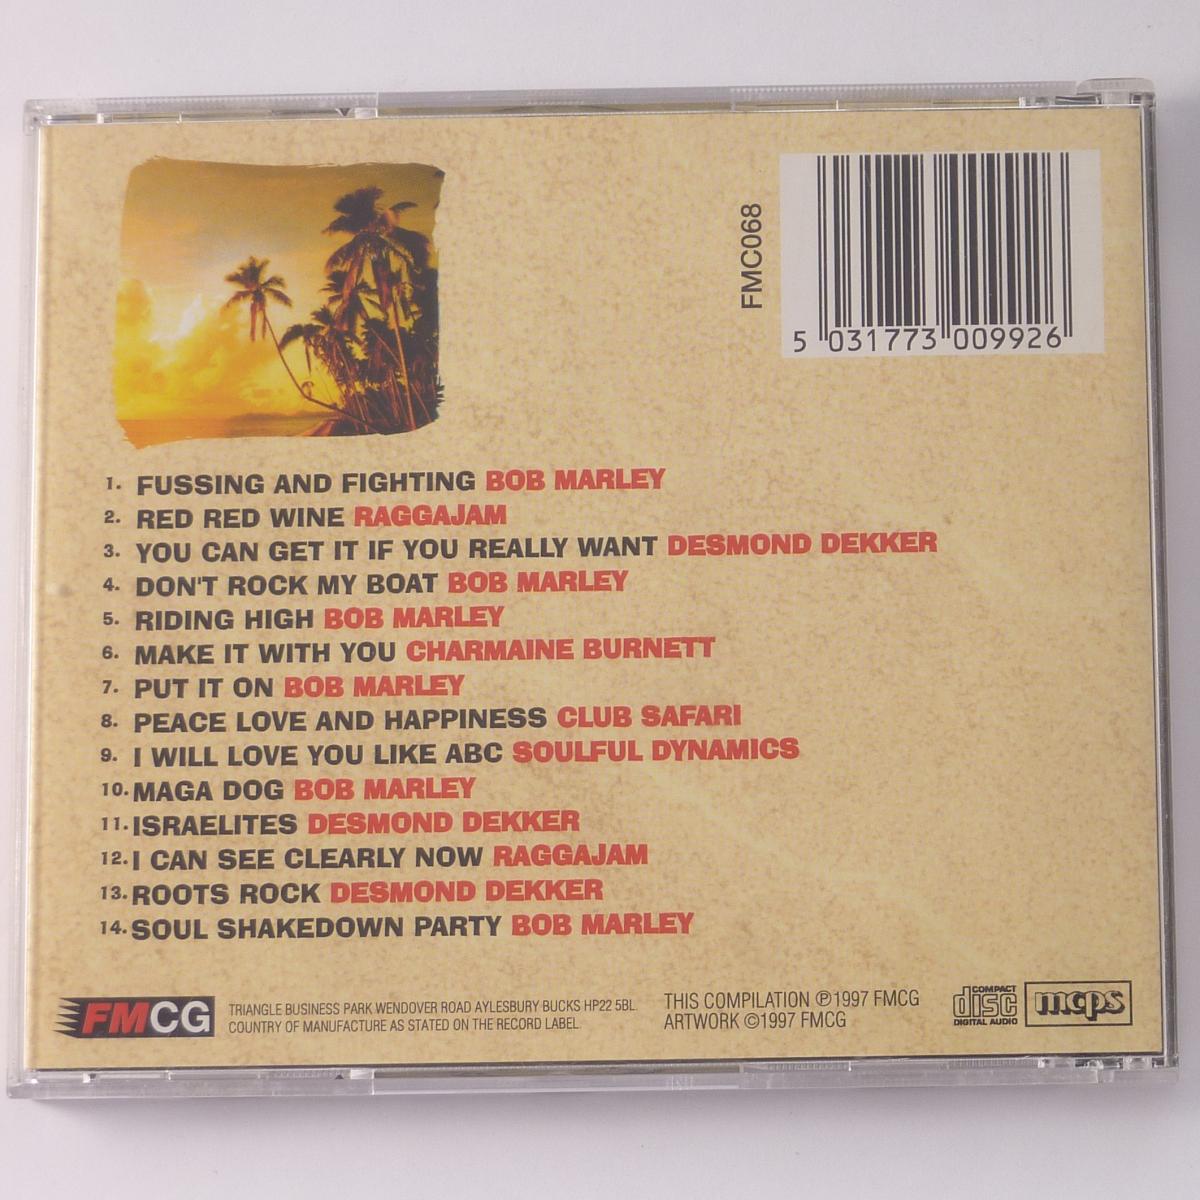 FMC068
5 031773 009926
1. FUSSING AND FIGHTING BOB MARLEY
2. RED RED WINE RAGGAJAM
3. YOU CAN GET IT IF YOU REALLY WANT DESMOND DEKKER
4. DON'T ROCK MY BOAT BOB MARLEY
5. RIDING HIGH BOB MARLEY
6. MAKE IT WITH YOU CHARMAINE BURNETT
7. PUT IT ON BOB MARLEY
8. PEACE LOVE AND HAPPINESS CLUB SAFARI
9. I WILL LOVE YOU LIKE ABC SOULFUL DYNAMICS
10. MAGA DOG BOB MARLEY
11. ISRAELITES DESMOND DEKKER
12. I CAN SEE CLEARLY NOW RAGGAJAM
13. ROOTS ROCK DESMOND DEKKER
14. SOUL SHAKEDOWN PARTY BOB MARLEY
FMCG
TRIANGLE BUSINESS PARK WENDOVER ROAD AYLESBURY BUCKS HP22 5BL.
COUNTRY OF MANUFACTURE AS STATED ON THE RECORD LABEL.
THIS COMPILATION ℗1997 FMCG
ARTWORK ©1997 FMCG
COMPACT
disc
DIGITAL AUDIO
mcps